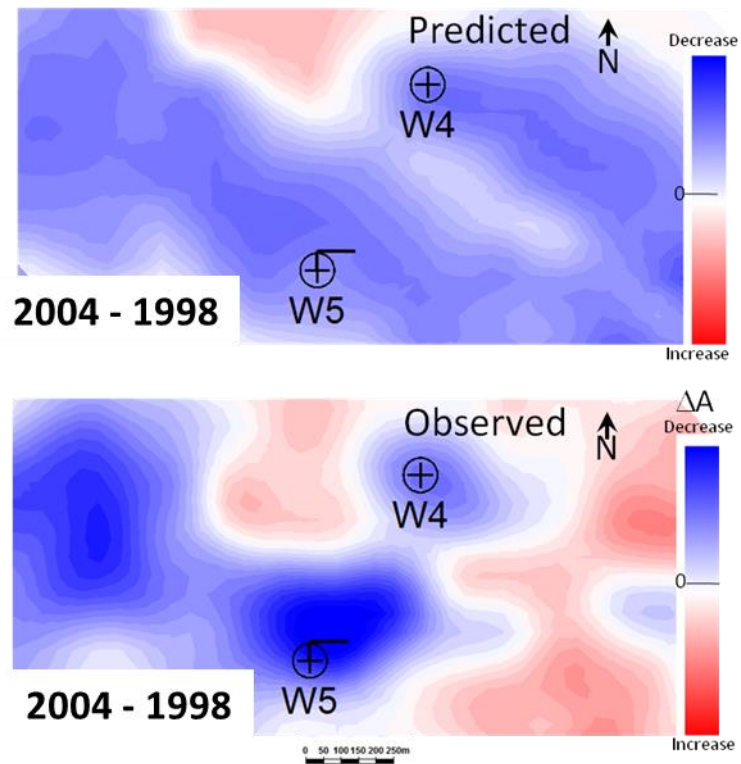 Predicted
N
Decrease
W4
0
W5
2004 - 1998
Increase
ΔA
Decrease
Observed
N
W4
0
W5
2004 - 1998
Increase
0 50 100 150 200 250m